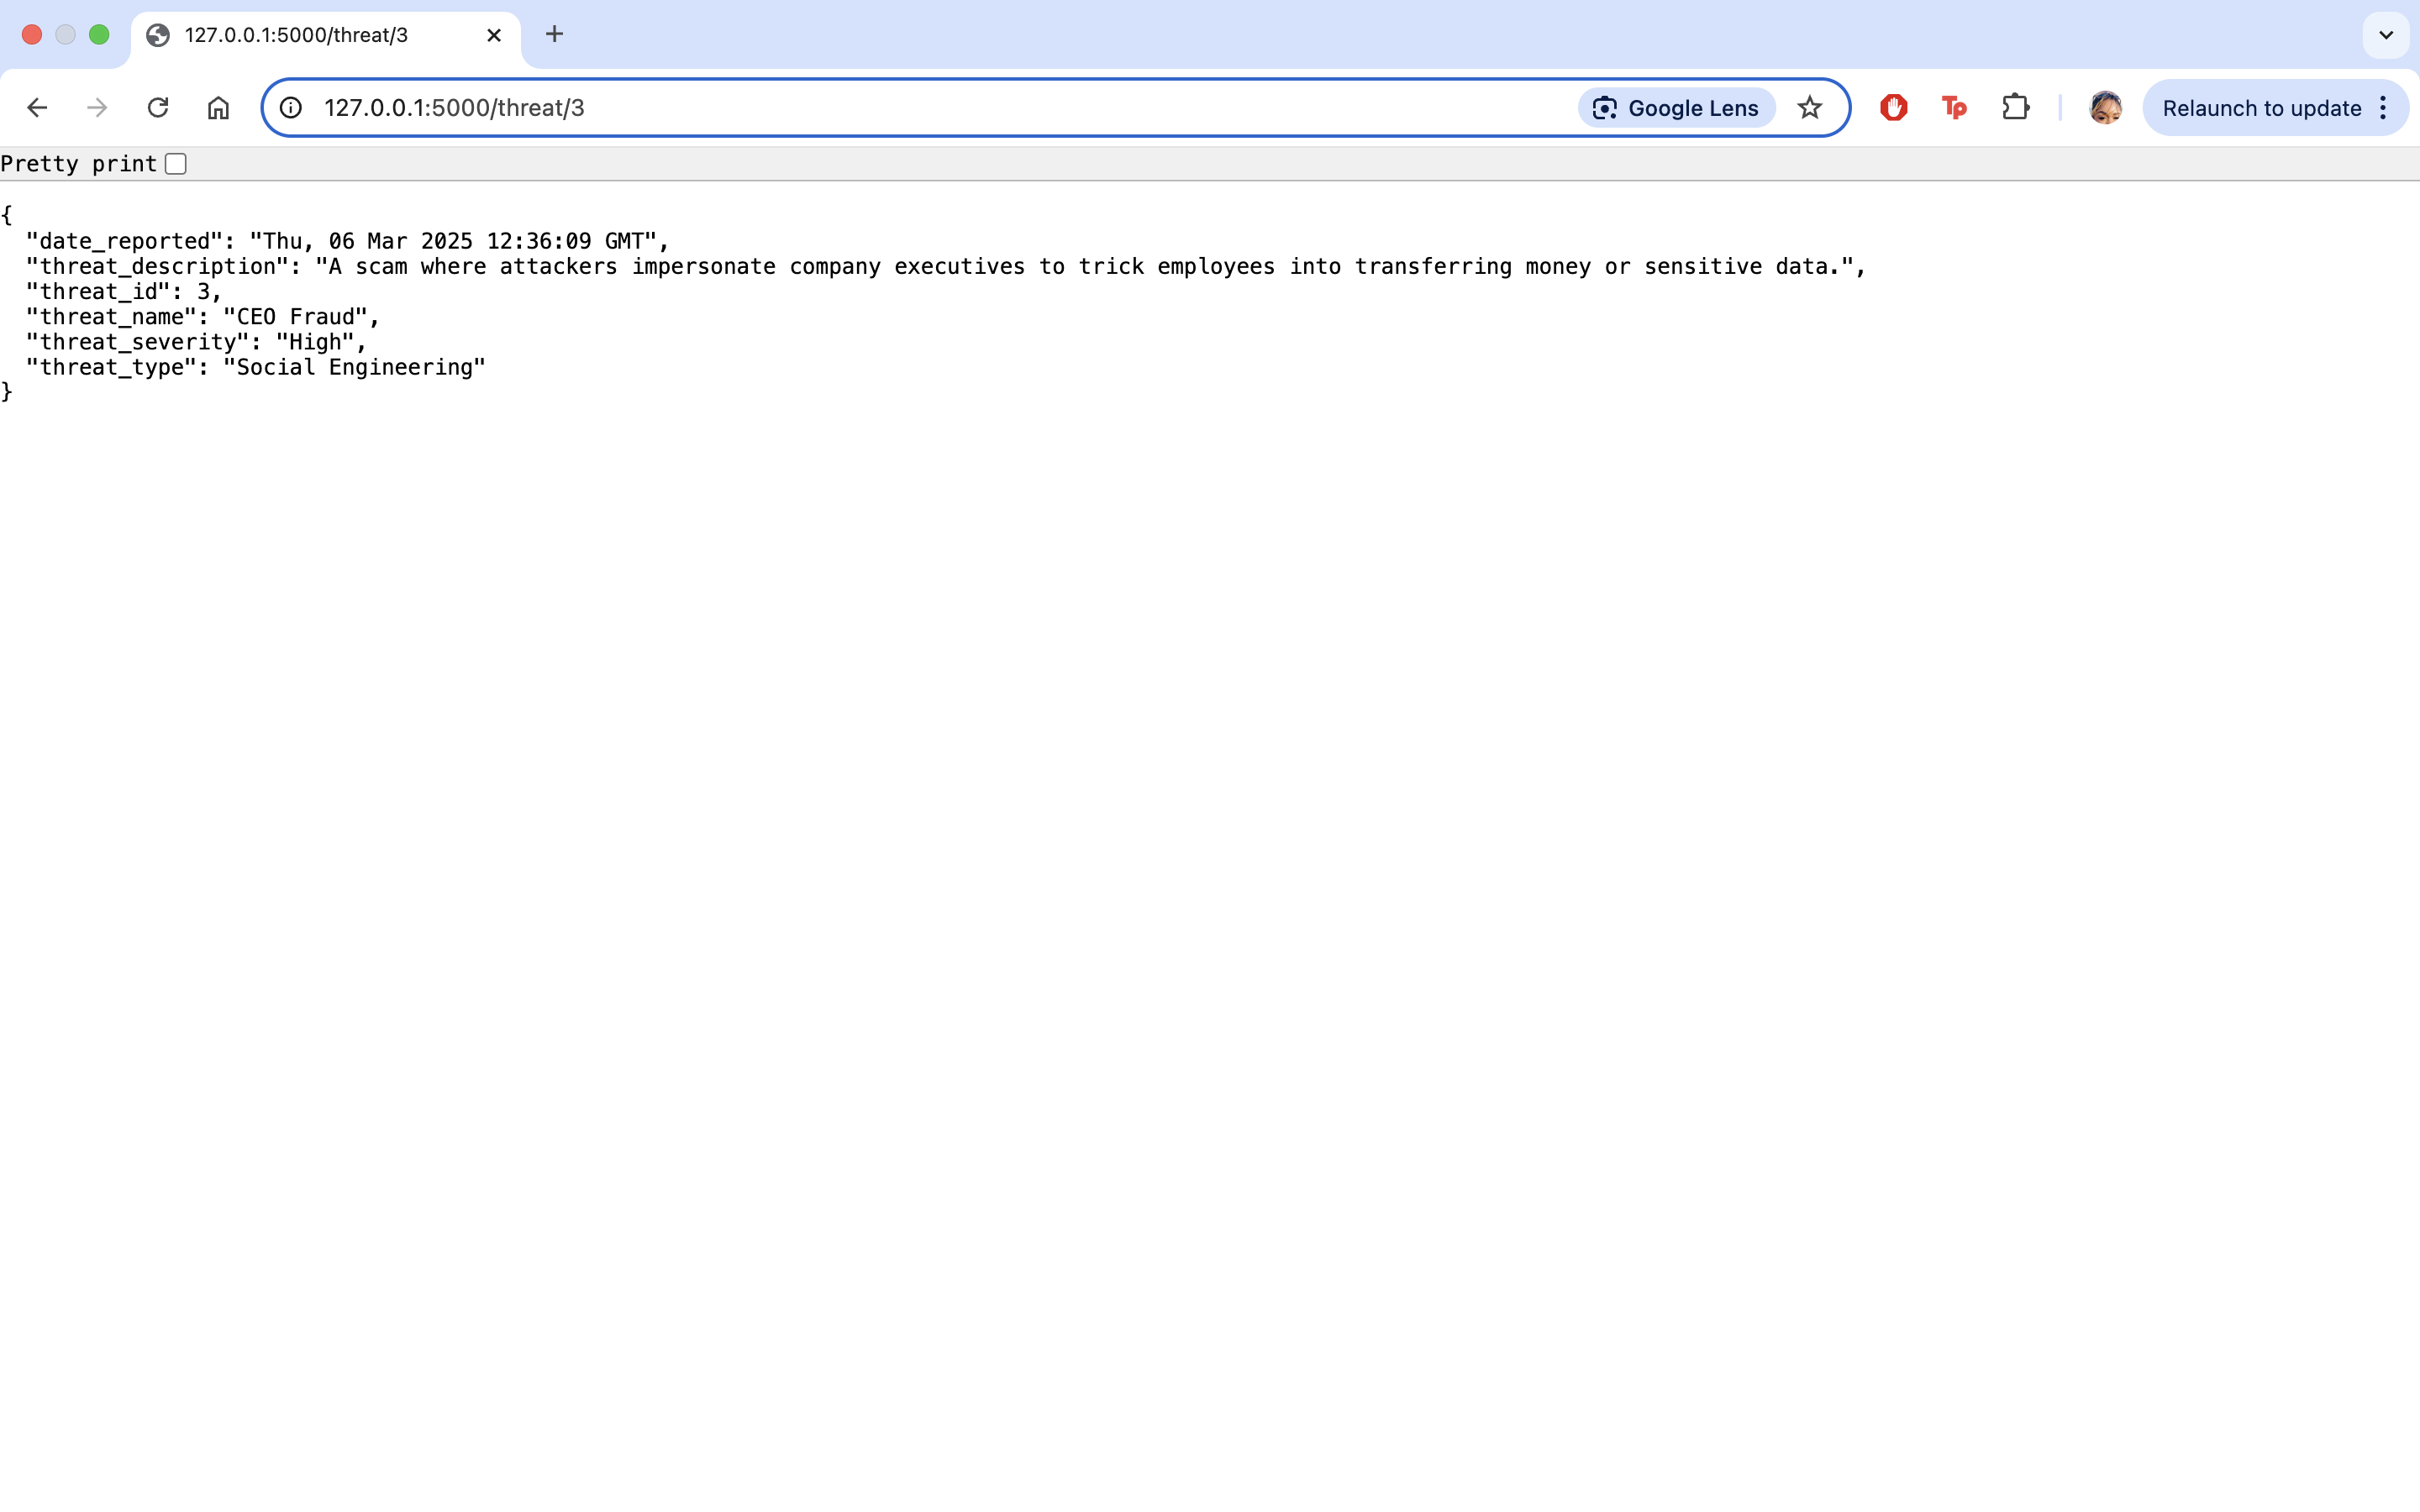 127.0.0.1:5000/threat/3
127.0.0.1:5000/threat/3
Google Lens
Tp
Relaunch to update
Pretty print
{
  "date_reported": "Thu, 06 Mar 2025 12:36:09 GMT",
  "threat_description": "A scam where attackers impersonate company executives to trick employees into transferring money or sensitive data.",
  "threat_id": 3,
  "threat_name": "CEO Fraud",
  "threat_severity": "High",
  "threat_type": "Social Engineering"
}